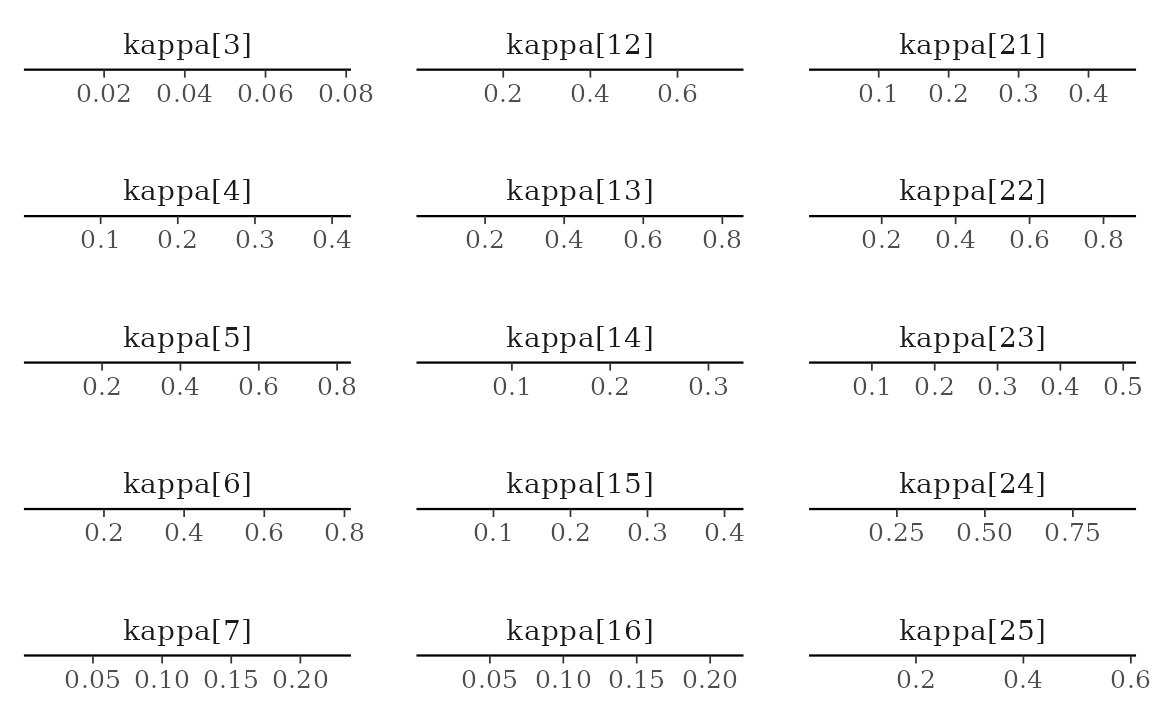 kappa[3] kappa[12] kappa[21]
0.02 0.04 0.06 0.08 0.2 0.4 0.6 0.1 0.2 0.3 0.4
kappa[4] kappa[13] kappa[22]
0.1 0.2 0.3 0.4 0.2 0.4 0.6 0.8 0.2 0.4 0.6 0.8
kappa[5] kappa[14] kappa[23]
0.2 0.4 0.6 0.8 0.1 0.2 0.3 0.1 0.2 0.3 0.4 0.5
kappa[6] kappa[15] kappa[24]
0.2 0.4 0.6 0.8 0.1 0.2 0.3 0.4 0.25 0.50 0.75
kappa[7] kappa[16] kappa[25]
0.05 0.10 0.15 0.20 0.05 0.10 0.15 0.20 0.2 0.4 0.6